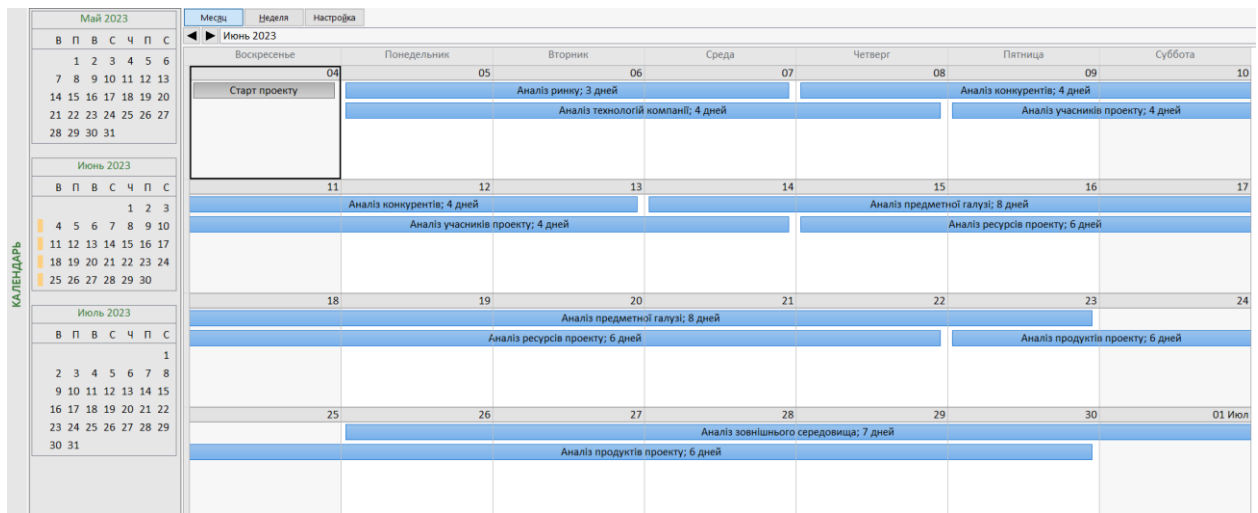 КАЛЕНДАРЬ
Май 2023
В П В С Ч П С
1 2 3 4 5 6
7 8 9 10 11 12 13
14 15 16 17 18 19 20
21 22 23 24 25 26 27
28 29 30 31
Июнь 2023
В П В С Ч П С
1 2 3
4 5 6 7 8 9 10
11 12 13 14 15 16 17
18 19 20 21 22 23 24
25 26 27 28 29 30
Июль 2023
В П В С Ч П С
1
2 3 4 5 6 7 8
9 10 11 12 13 14 15
16 17 18 19 20 21 22
23 24 25 26 27 28 29
30 31
Месяц Неделя Настройка
Июнь 2023
Воскресенье Понедельник Вторник Среда Четверг Пятница Суббота
04 05 06 07 08 09 10
Старт проекту Аналіз ринку; 3 дней Аналіз конкурентів; 4 дней
Аналіз технологій компанії; 4 дней Аналіз учасників проекту; 4 дней
11 12 13 14 15 16 17
Аналіз конкурентів; 4 дней Аналіз предметної галузі; 8 дней
Аналіз учасників проекту; 4 дней Аналіз ресурсів проекту; 6 дней
18 19 20 21 22 23 24
Аналіз предметної галузі; 8 дней
Аналіз ресурсів проекту; 6 дней Аналіз продуктів проекту; 6 дней
25 26 27 28 29 30 01 Июл
Аналіз зовнішнього середовища; 7 дней
Аналіз продуктів проекту; 6 дней